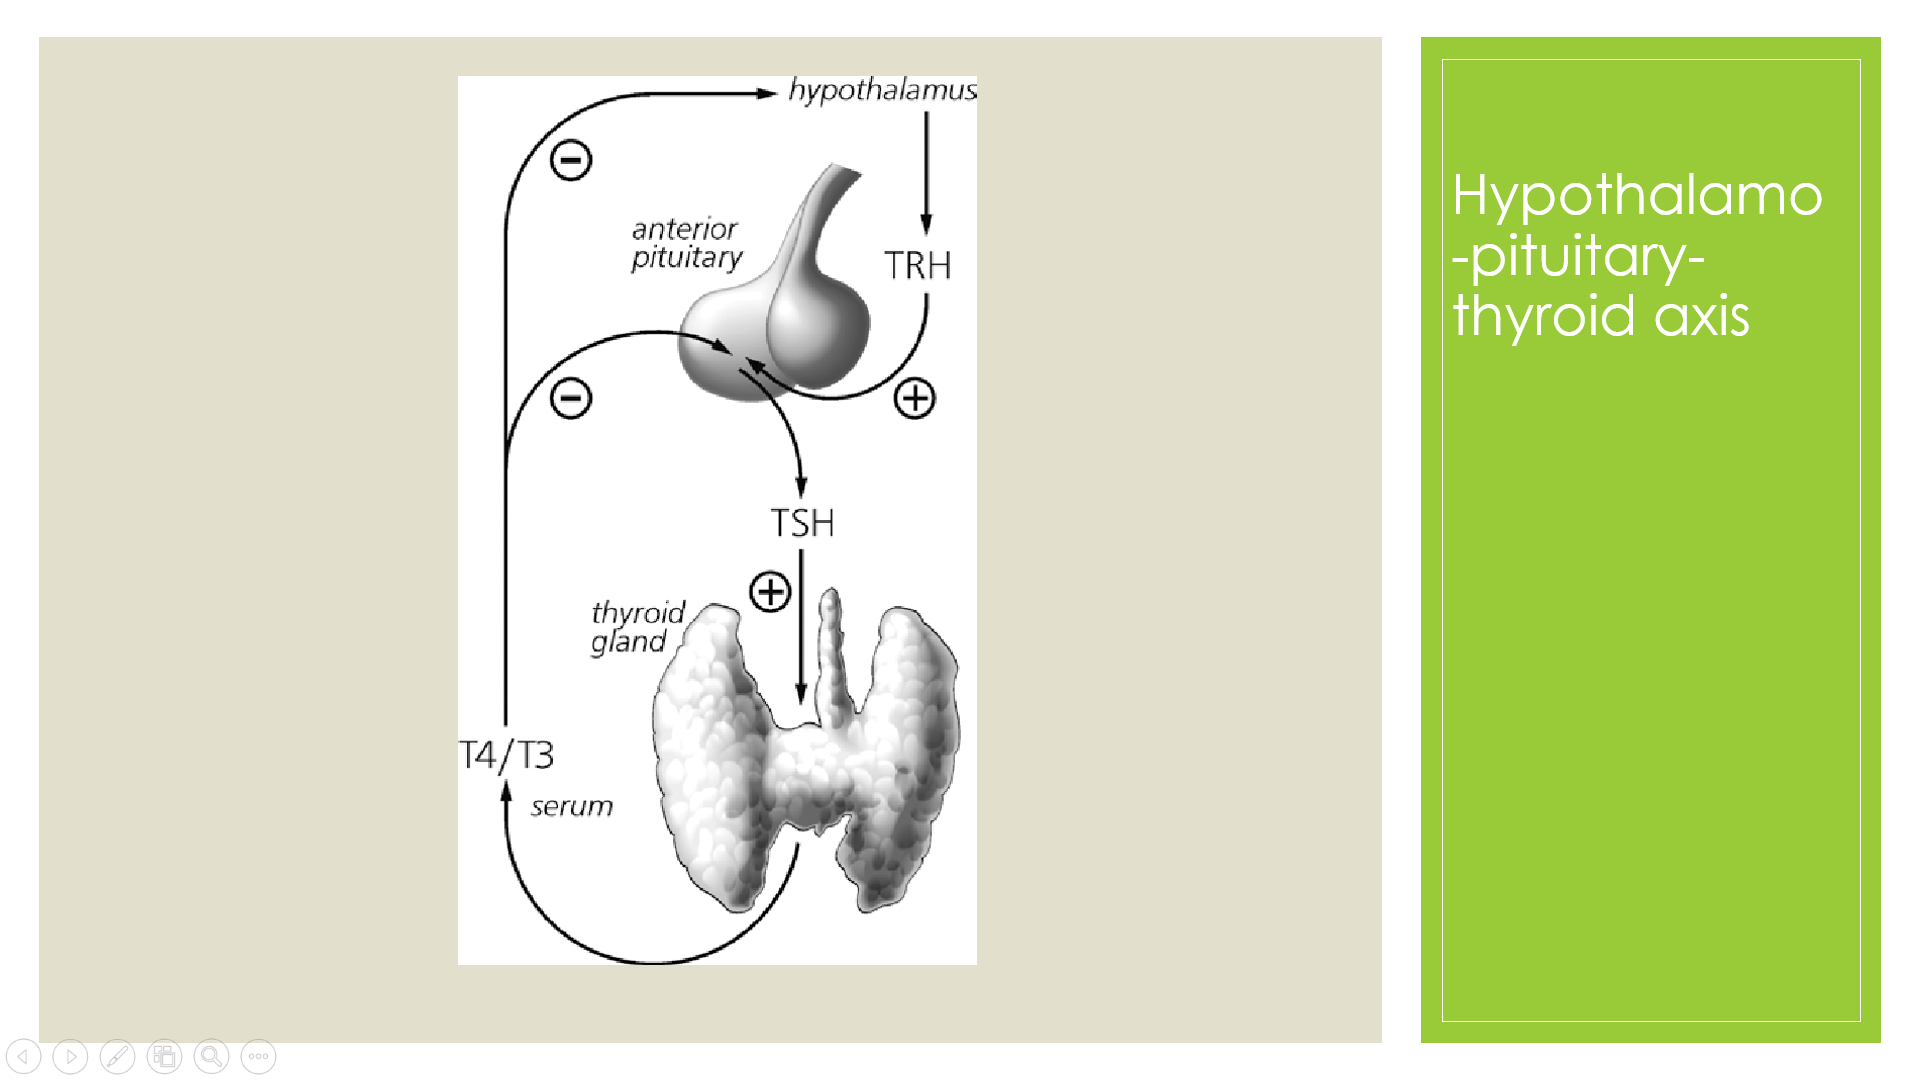 hypothalamus
anterior
pituitary
TRH
TSH
thyroid
gland
T4/T3
serum
Hypothalamo
-pituitary-
thyroid axis